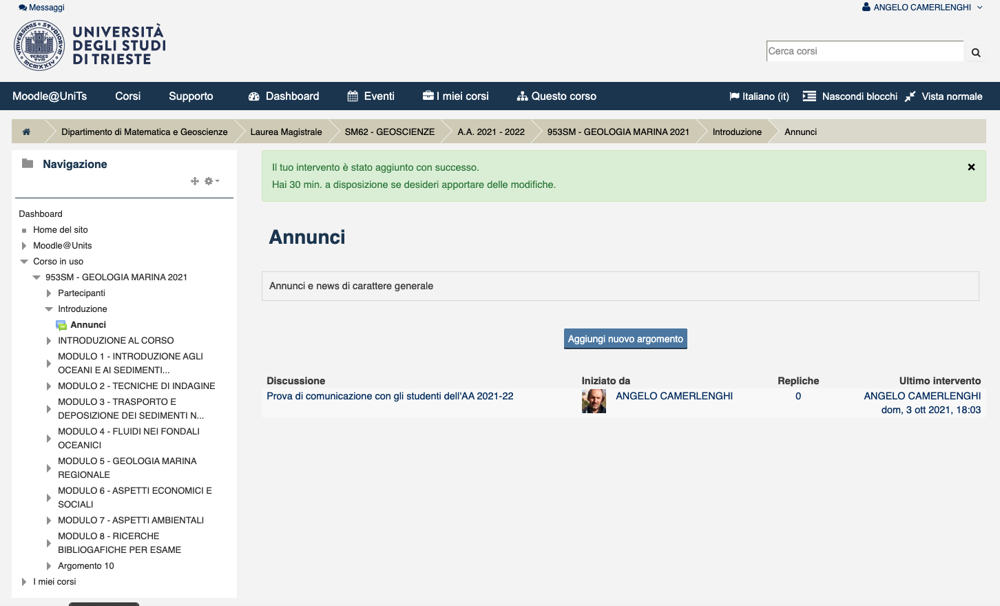 Messaggi
ANGELO CAMERLENGHI
UNIVERSITÀ
DEGLI STUDI
DI TRIESTE
Cerca corsi
Moodle@UniTs Corsi Supporto Dashboard Eventi I miei corsi Questo corso Italiano (it) Nascondi blocchi Vista normale
Dipartimento di Matematica e Geoscienze Laurea Magistrale SM62 - GEOSCIENZE A.A. 2021 - 2022 953SM - GEOLOGIA MARINA 2021 Introduzione Annunci
Navigazione
Dashboard
Home del sito
Moodle@Units
Corso in uso
953SM - GEOLOGIA MARINA 2021
Partecipanti
Introduzione
Annunci
INTRODUZIONE AL CORSO
MODULO 1 - INTRODUZIONE AGLI
OCEANI E AI SEDIMENTI...
MODULO 2 - TECNICHE DI INDAGINE
MODULO 3 - TRASPORTO E
DEPOSIZIONE DEI SEDIMENTI N...
MODULO 4 - FLUIDI NEI FONDALI
OCEANICI
MODULO 5 - GEOLOGIA MARINA
REGIONALE
MODULO 6 - ASPETTI ECONOMICI E
SOCIALI
MODULO 7 - ASPETTI AMBIENTALI
MODULO 8 - RICERCHE
BIBLIOGAFICHE PER ESAME
Argomento 10
I miei corsi
Il tuo intervento è stato aggiunto con successo.
Hai 30 min. a disposizione se desideri apportare delle modifiche.
Annunci
Annunci e news di carattere generale
Aggiungi nuovo argomento
Discussione Iniziato da Repliche Ultimo intervento
Prova di comunicazione con gli studenti dell'AA 2021-22 ANGELO CAMERLENGHI 0 ANGELO CAMERLENGHI
dom, 3 ott 2021, 18:03